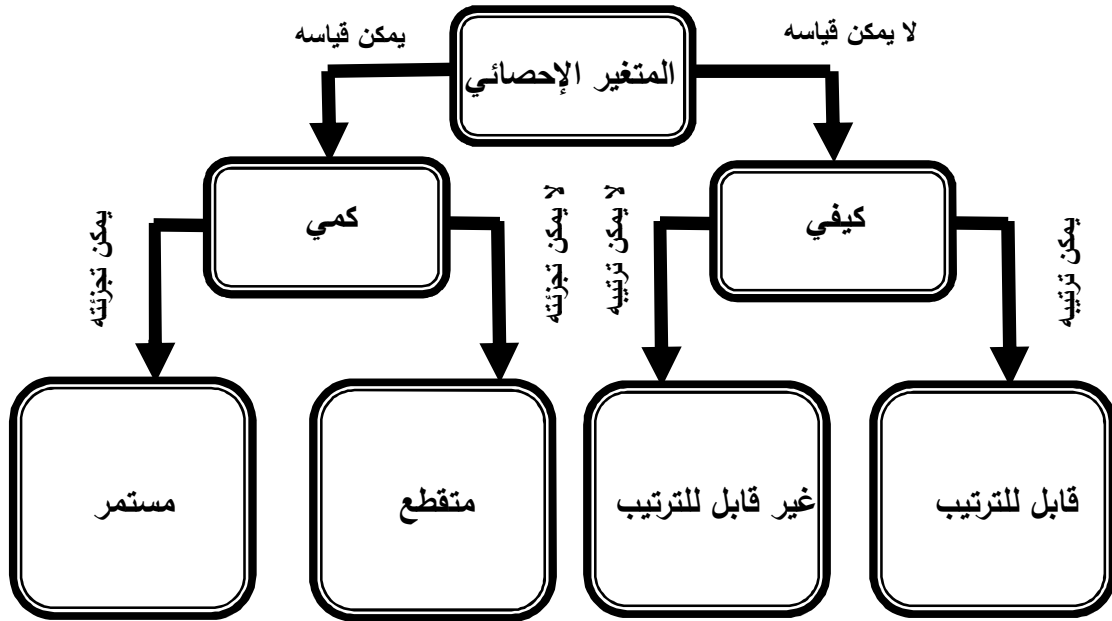 لا يمكن قياسه
يمكن قياسه
المتغير الإحصائي
كيفي
كمي
يمكن ترتيبه
لا يمكن ترتيبه
لا يمكن تجزئته
يمكن تجزئته
قابل للترتيب
غير قابل للترتيب
متقطع
مستمر